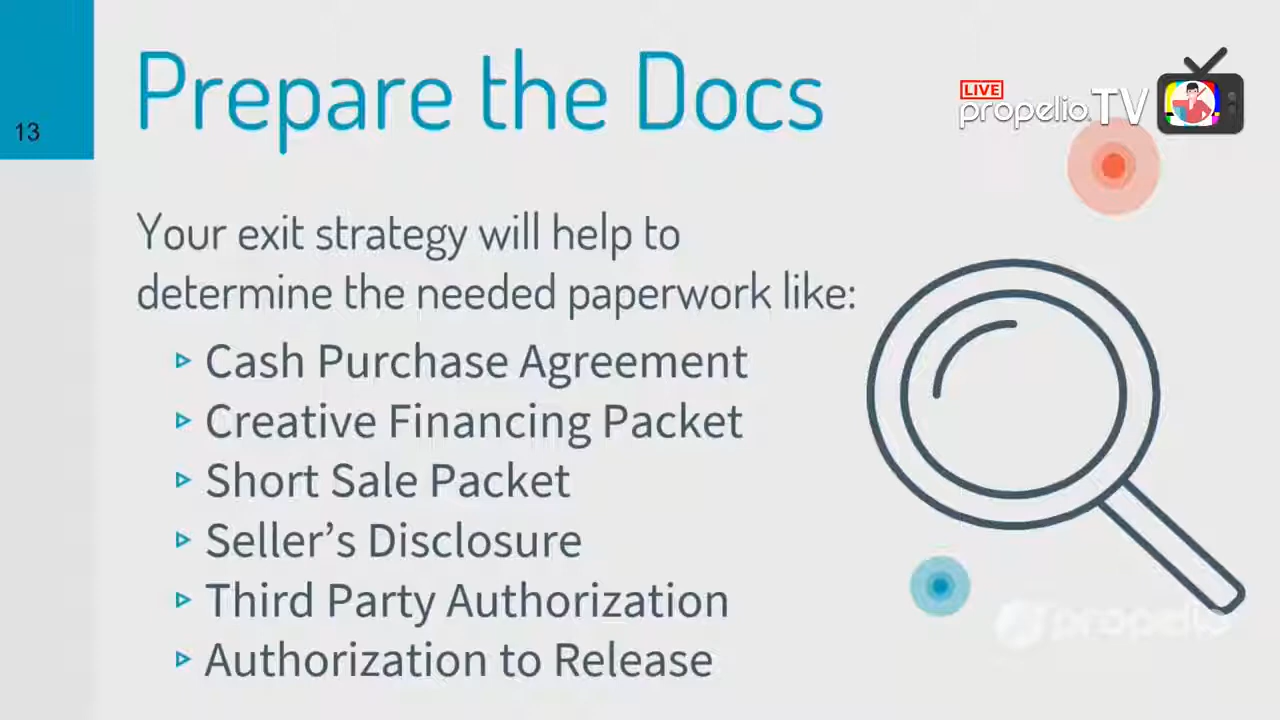 Prepare the Docs
LIVE
propelio.TV
13
Your exit strategy will help to
determine the needed paperwork like:
Cash Purchase Agreement
Creative Financing Packet
Short Sale Packet
Seller’s Disclosure
Third Party Authorization
Authorization to Release
propelio